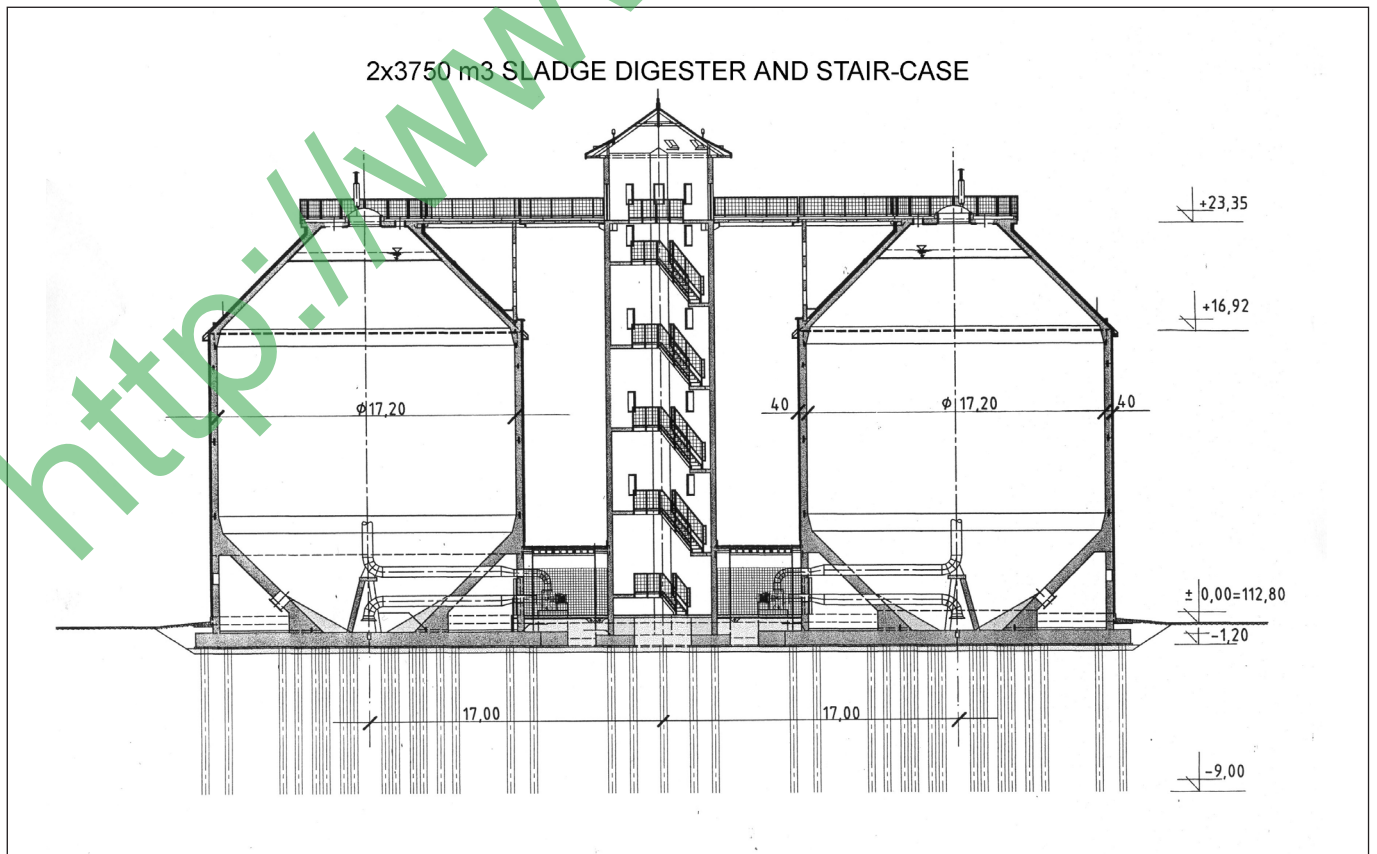 2x3750 m3 SLADGE DIGESTER AND STAIR-CASE
http://www
+23,35
+16,92
Φ17,20
40
Φ17,20
40
± 0,00=112,80
-1,20
17,00
17,00
-9,00